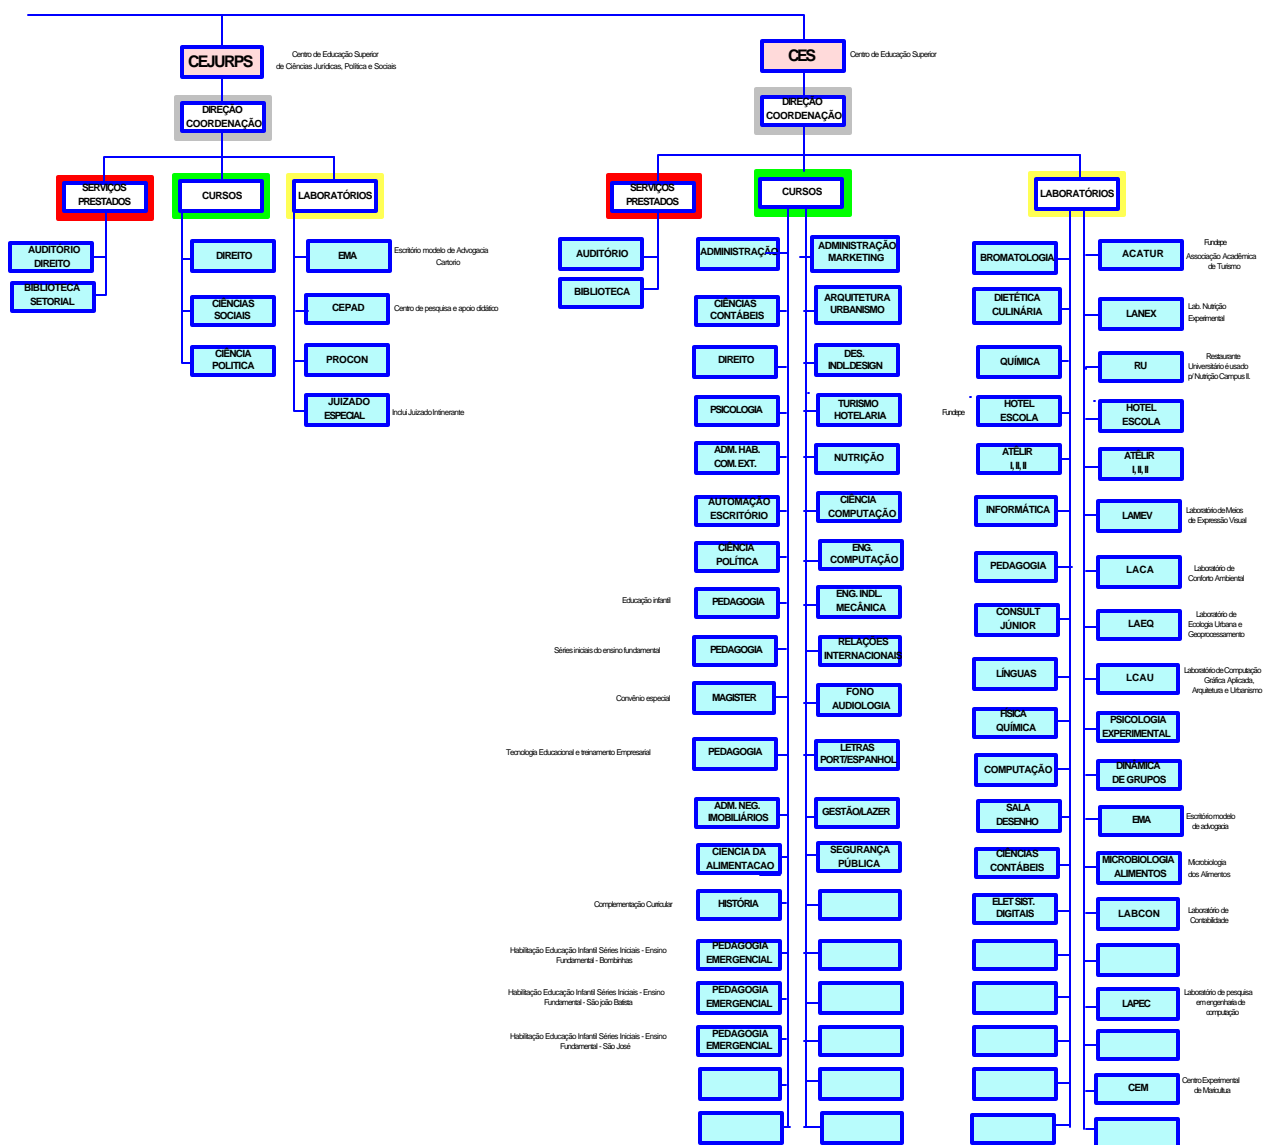 CEJURPS
Centro de Educação Superior
de Ciências Jurídicas, Política e Sociais
DIREÇÃO
COORDENAÇÃO
SERVIÇOS
PRESTADOS
CURSOS
LABORATÓRIOS
AUDITORIO
DIREITO
BIBLIOTECA
SETORIAL
DIREITO
CIÊNCIAS
SOCIAIS
CIÊNCIA
POLITICA
EMA
Escritório modelo de Advogacia
Cartorio
CEPAD
Centro de pesquisa e apoio didático
PROCON
JUIZADO
ESPECIAL
Inclui Juizado Intinerante
CES
Centro de Educação Superior
DIREÇÃO
COORDENAÇÃO
SERVIÇOS
PRESTADOS
CURSOS
LABORATÓRIOS
AUDITÓRIO
BIBLIOTECA
ADMINISTRAÇÃO
CIÊNCIAS
CONTÁBEIS
DIREITO
PSICOLOGIA
ADM. HAB.
COM. EXT.
AUTOMAÇÃO
ESCRITÓRIO
CIÊNCIA
POLÍTICA
Educação infantil
PEDAGOGIA
Séries iniciais do ensino fundamental
PEDAGOGIA
Convênio especial
MAGISTER
Tecnologia Educacional e treinamento Empresarial
PEDAGOGIA
ADM. NEG.
IMOBILIÁRIOS
CIENCIA DA
ALIMENTACAO
Complementação Curricular
HISTÓRIA
Habilitação Educação Infantil Séries Iniciais - Ensino
Fundamental - Bombinhas
PEDAGOGIA
EMERGENCIAL
Habilitação Educação Infantil Séries Iniciais - Ensino
Fundamental - São joão Batista
PEDAGOGIA
EMERGENCIAL
Habilitação Educação Infantil Séries Iniciais - Ensino
Fundamental - São José
PEDAGOGIA
EMERGENCIAL
ADMINISTRAÇÃO
MARKETING
ARQUITETURA
URBANISMO
DES.
INDL.DESIGN
TURISMO
HOTELARIA
NUTRIÇÃO
CIÊNCIA
COMPUTAÇÃO
ENG.
COMPUTAÇÃO
ENG. INDL.
MECÂNICA
RELAÇÕES
INTERNACIONAIS
FONO
AUDIOLOGIA
LETRAS
PORT/ESPANHOL
GESTÃO/LAZER
SEGURANÇA
PÚBLICA
BROMATOLOGIA
DIETÉTICA
CULINÁRIA
QUÍMICA
Fundepe
HOTEL
ESCOLA
ATELIR
I, II, II
INFORMÁTICA
PEDAGOGIA
CONSULT
JÚNIOR
LÍNGUAS
FÍSICA
QUÍMICA
COMPUTAÇÃO
SALA
DESENHO
CIÊNCIAS
CONTÁBEIS
ELET SIST.
DIGITAIS
ACATUR
Fundepe
Associação Acadêmica
de Turismo
LANEX
Lab. Nutrição
Experimental
RU
Restaurante
Universitário é usado
p/ Nutrição Campus II.
HOTEL
ESCOLA
ATELIR
I, II, II
LAMEV
Laboratório de Meios
de Expressão Visual
LACA
Laboratório de
Conforto Ambiental
LAEQ
Laboratório de
Ecologia Urbana e
Geoprocessamento
LCAU
Laboratório de Computação
Gráfica Aplicada,
Arquitetura e Urbanismo
PSICOLOGIA
EXPERIMENTAL
DINÂMICA
DE GRUPOS
EMA
Escritório modelo
de advogacia
MICROBIOLOGIA
ALIMENTOS
Microbiologia
dos Alimentos
LABCON
Laboratório de
Contabilidade
LAPEC
Laboratório de pesquisa
em engenharia de
computação
CEM
Centro Experimental
de Maricultua